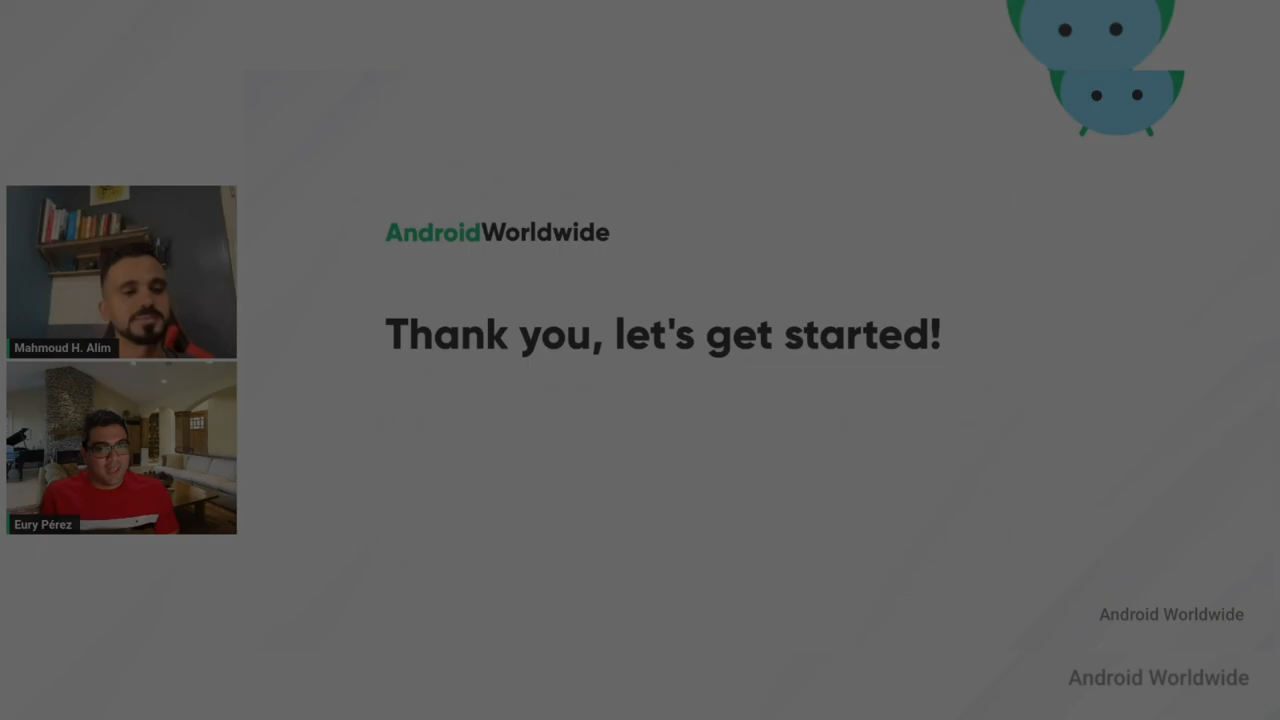 AndroidWorldwide
Thank you, let's get started!
Mahmoud H. Alim
Eury Pérez
Android Worldwide
Android Worldwide